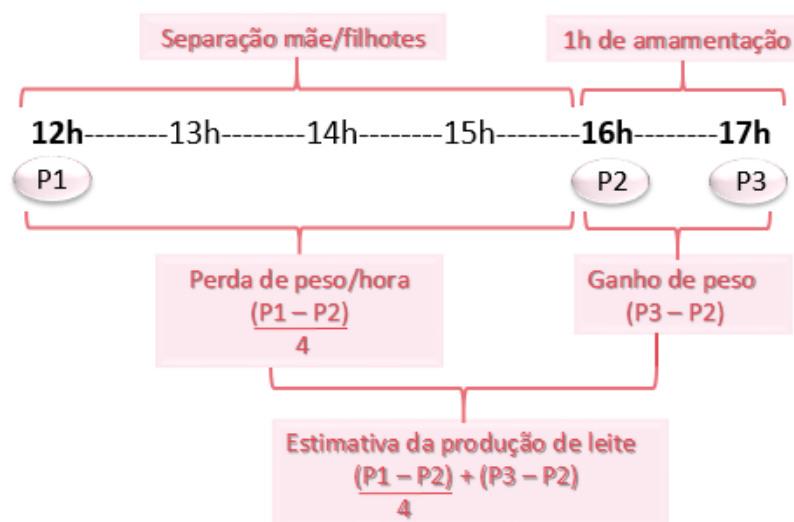 Separação mãe/filhotes
1h de amamentação
12h--------13h--------14h--------15h--------16h--------17h
P1
P2
P3
Perda de peso/hora
(P1 – P2)
4
Ganho de peso
(P3 – P2)
Estimativa da produção de leite
(P1 – P2) + (P3 – P2)
4